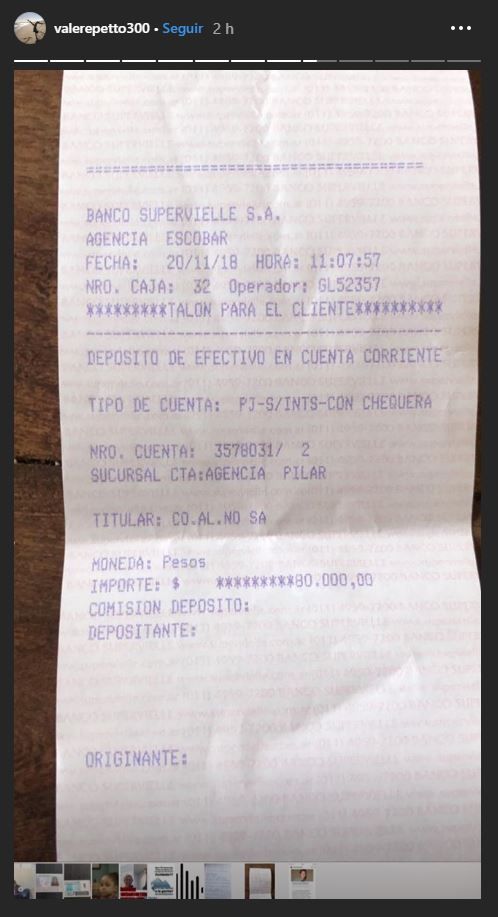 valerepetto300 • Seguir 2 h
====================================
BANCO SUPERVIELLE S.A.
AGENCIA ESCOBAR
FECHA: 20/11/18 HORA: 11:07:57
NRO. CAJA: 32 Operador: GL52357
*********TALON PARA EL CLIENTE**********
----------------------------------------
DEPOSITO DE EFECTIVO EN CUENTA CORRIENTE
TIPO DE CUENTA: PJ-S/INTS-CON CHEQUERA
NRO. CUENTA: 3578031/ 2
SUCURSAL CTA:AGENCIA PILAR
TITULAR: CO.AL.NO SA
MONEDA: Pesos
IMPORTE: $ *********80.000,00
COMISION DEPOSITO:
DEPOSITANTE:
ORIGINANTE: